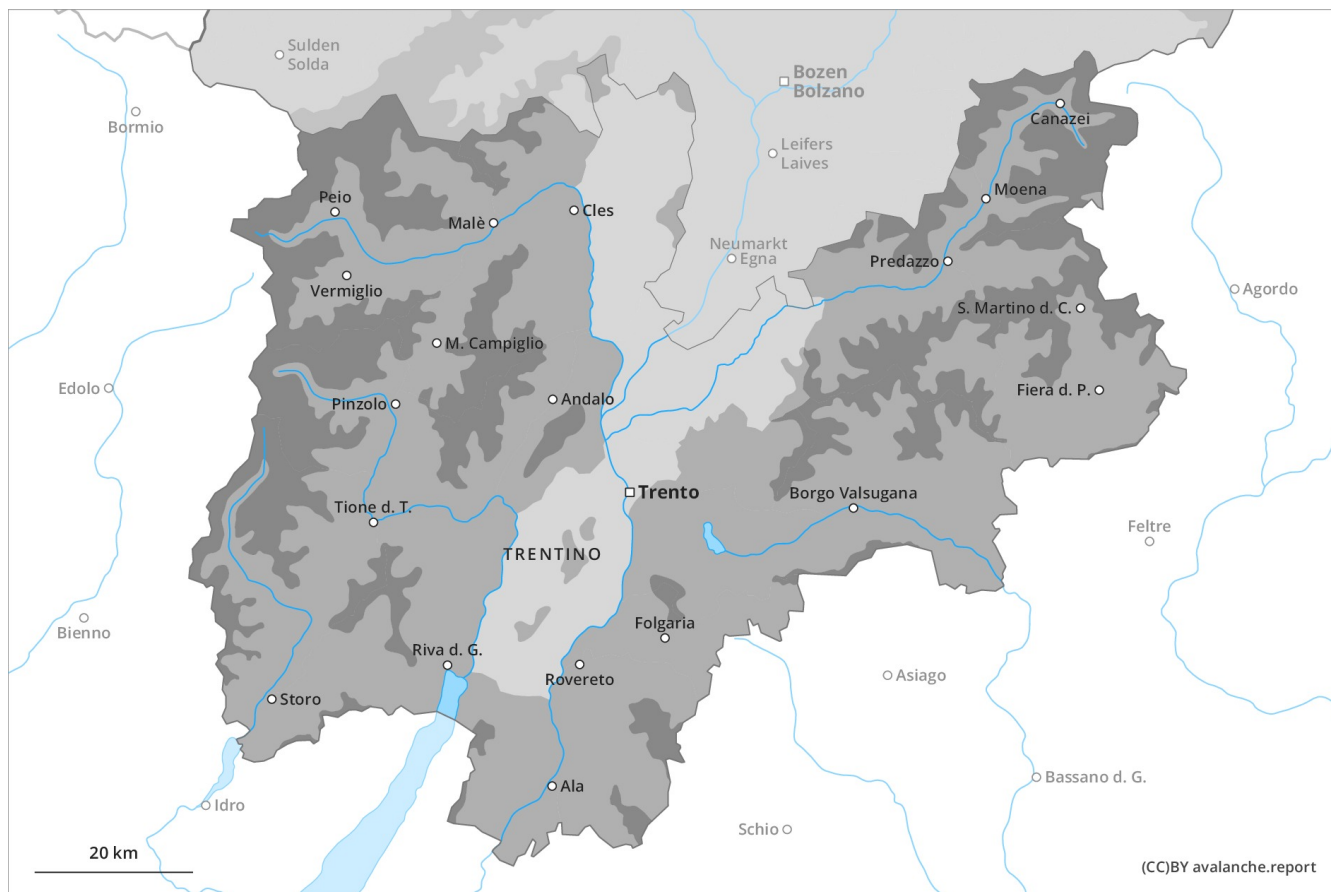 Sulden
Solda
Bozen
Bolzano
Bormio
Canazei
Leifers
Laives
Peio
Moena
Malè
Cles
Neumarkt
Egna
Predazzo
Vermiglio
Agordo
S. Martino d. C.
M. Campiglio
Edolo
Fiera d. P.
Andalo
Pinzolo
Trento
Borgo Valsugana
Tione d. T.
Feltre
TRENTINO
Bienno
Folgaria
Riva d. G.
Asiago
Rovereto
Storo
Bassano d. G.
Ala
Idro
Schio
20 km
(CC)BY avalanche.report